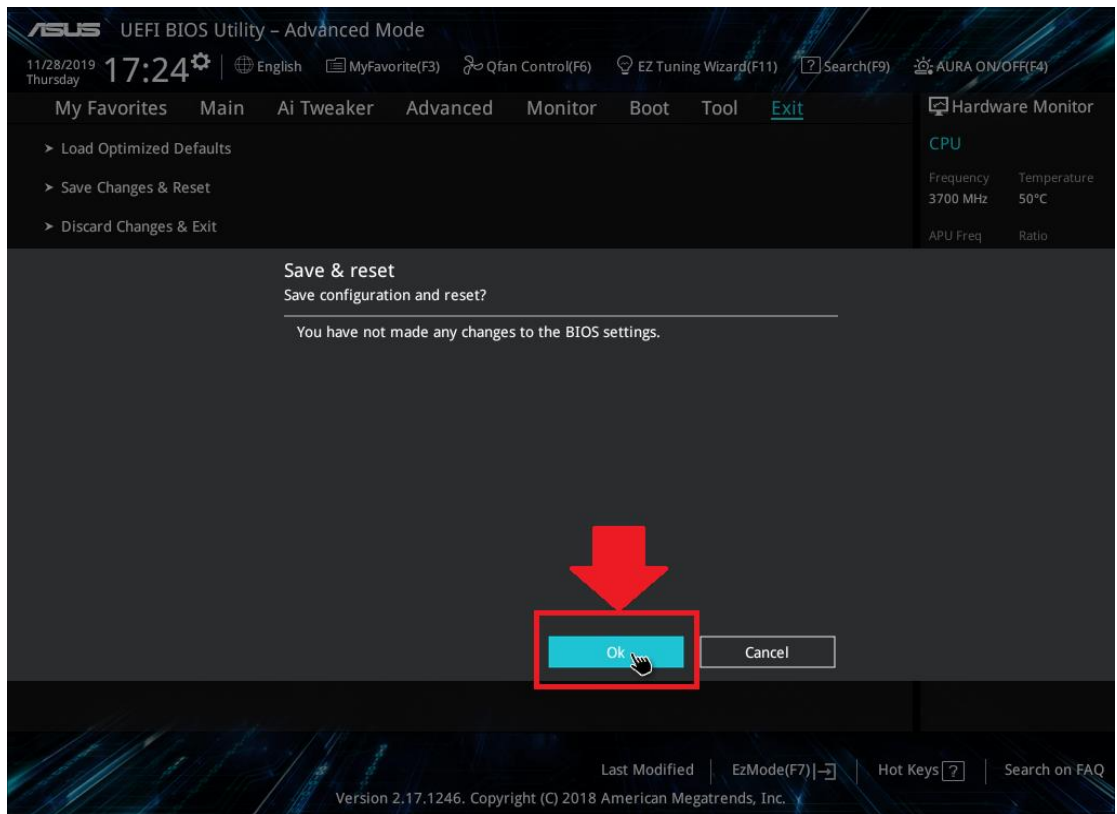 ASUS UEFI BIOS Utility – Advanced Mode
11/28/2019 Thursday 17:24 English MyFavorite(F3) Qfan Control(F6) EZ Tuning Wizard(F11) ? Search(F9) AURA ON/OFF(F4)
My Favorites Main Ai Tweaker Advanced Monitor Boot Tool Exit
Hardware Monitor
> Load Optimized Defaults
> Save Changes & Reset
> Discard Changes & Exit
CPU
Frequency Temperature
3700 MHz 50°C
APU Freq Ratio
Save & reset
Save configuration and reset?
You have not made any changes to the BIOS settings.
Ok Cancel
Last Modified EzMode(F7) Hot Keys ? Search on FAQ
Version 2.17.1246. Copyright (C) 2018 American Megatrends, Inc.